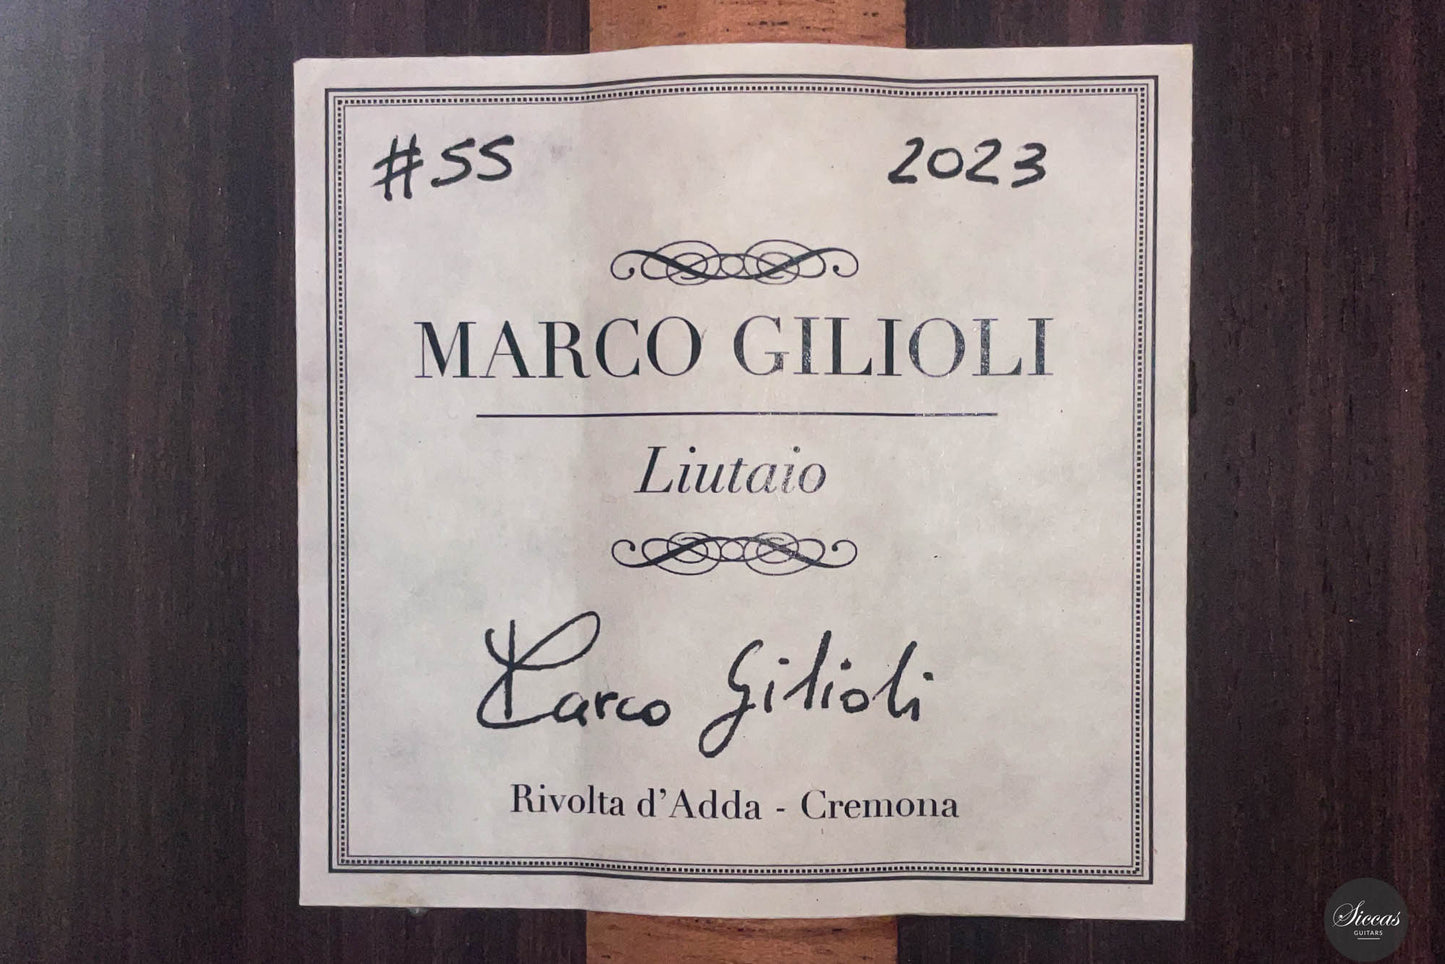 #55 2023
MARCO GILIOLI
Liutaio
Marco Gilioli
Rivolta d'Adda - Cremona
Siccas
GUITARS